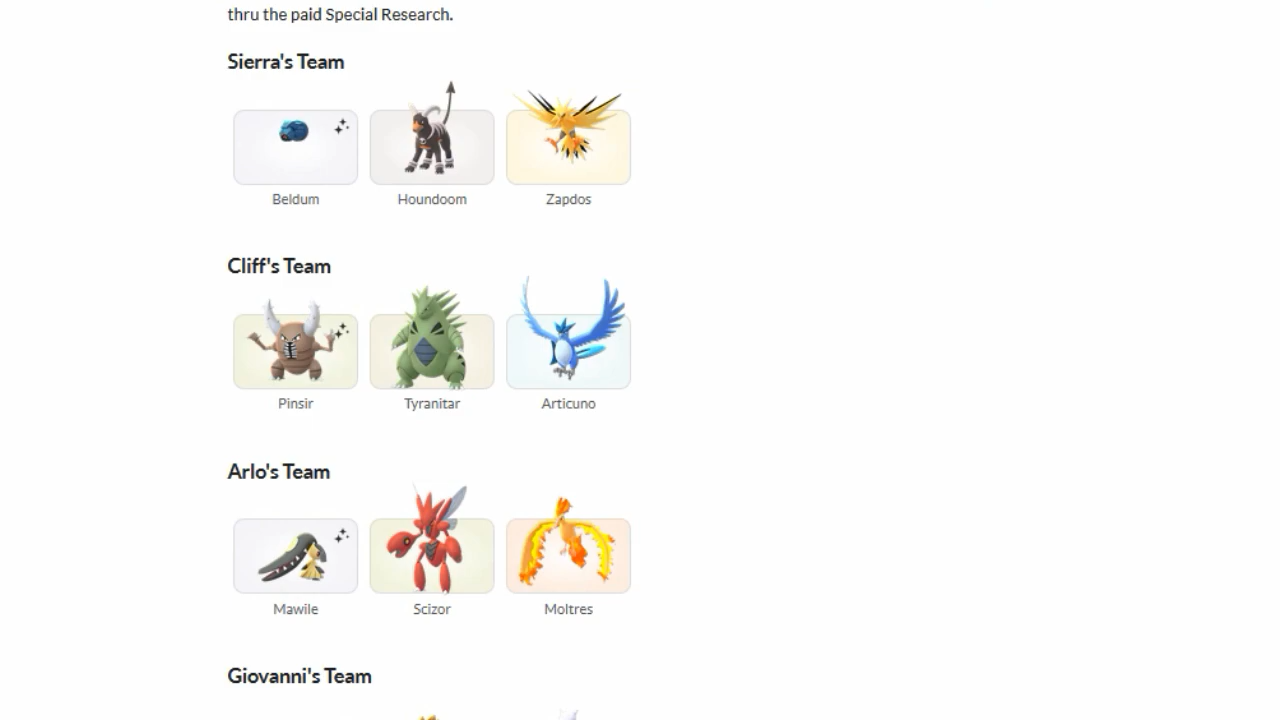 thru the paid Special Research.
Sierra's Team
Beldum Houndoom Zapdos
Cliff's Team
Pinsir Tyranitar Articuno
Arlo's Team
Mawile Scizor Moltres
Giovanni's Team